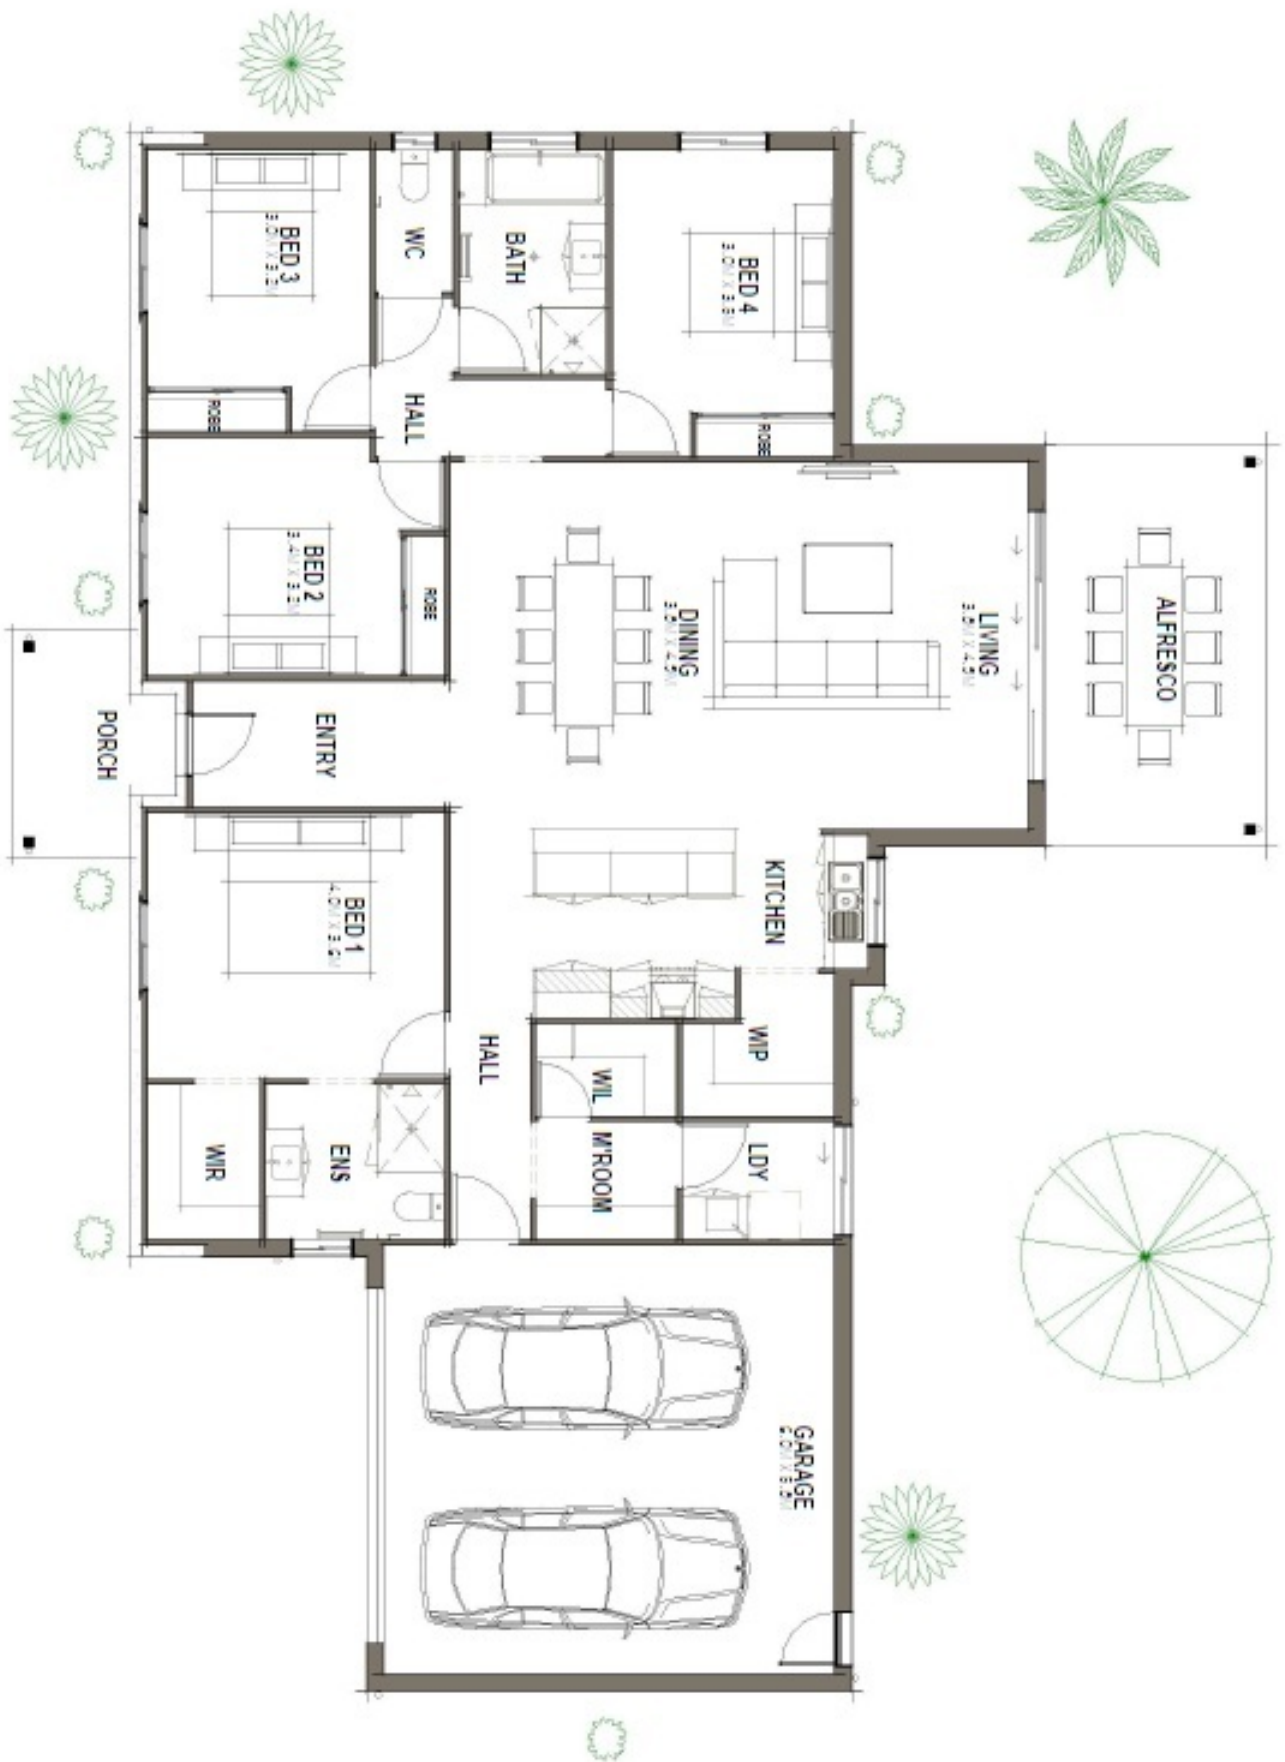 ALFRESCO
LIVING
GARAGE
KITCHEN
BED 4
ROBE
WIP
LDY
DINING
WIL
M'ROOM
BATH
HALL
WC
HALL
ROBE
BED 1
ENS
ENTRY
BED 2
BED 3
ROBE
WIR
PORCH